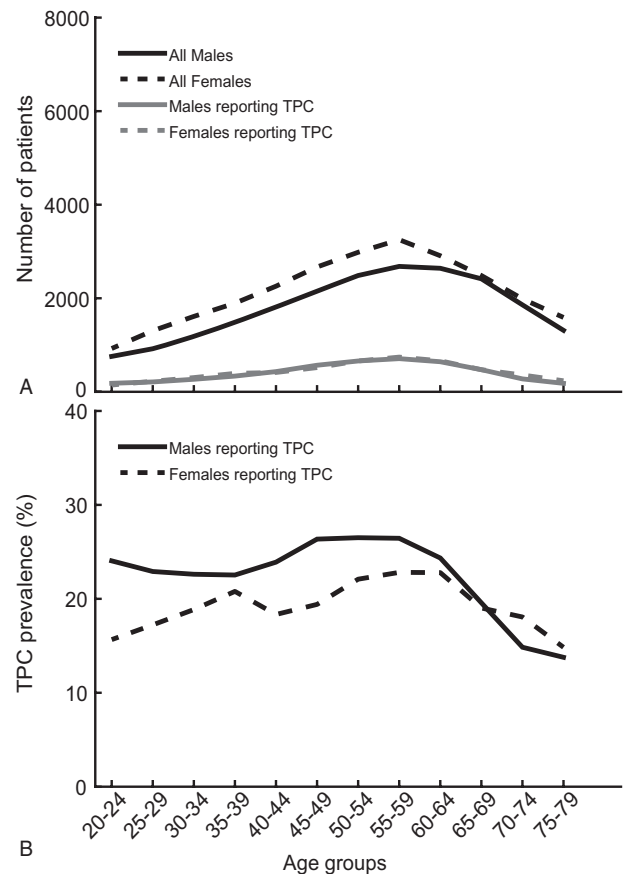 8000
6000
4000
2000
0
Number of patients
All Males
All Females
Males reporting TPC
Females reporting TPC
A
40
30
20
10
0
TPC prevalence (%)
Males reporting TPC
Females reporting TPC
20-24
25-29
30-34
35-39
40-44
45-49
50-54
55-59
60-64
65-69
70-74
75-79
B
Age groups